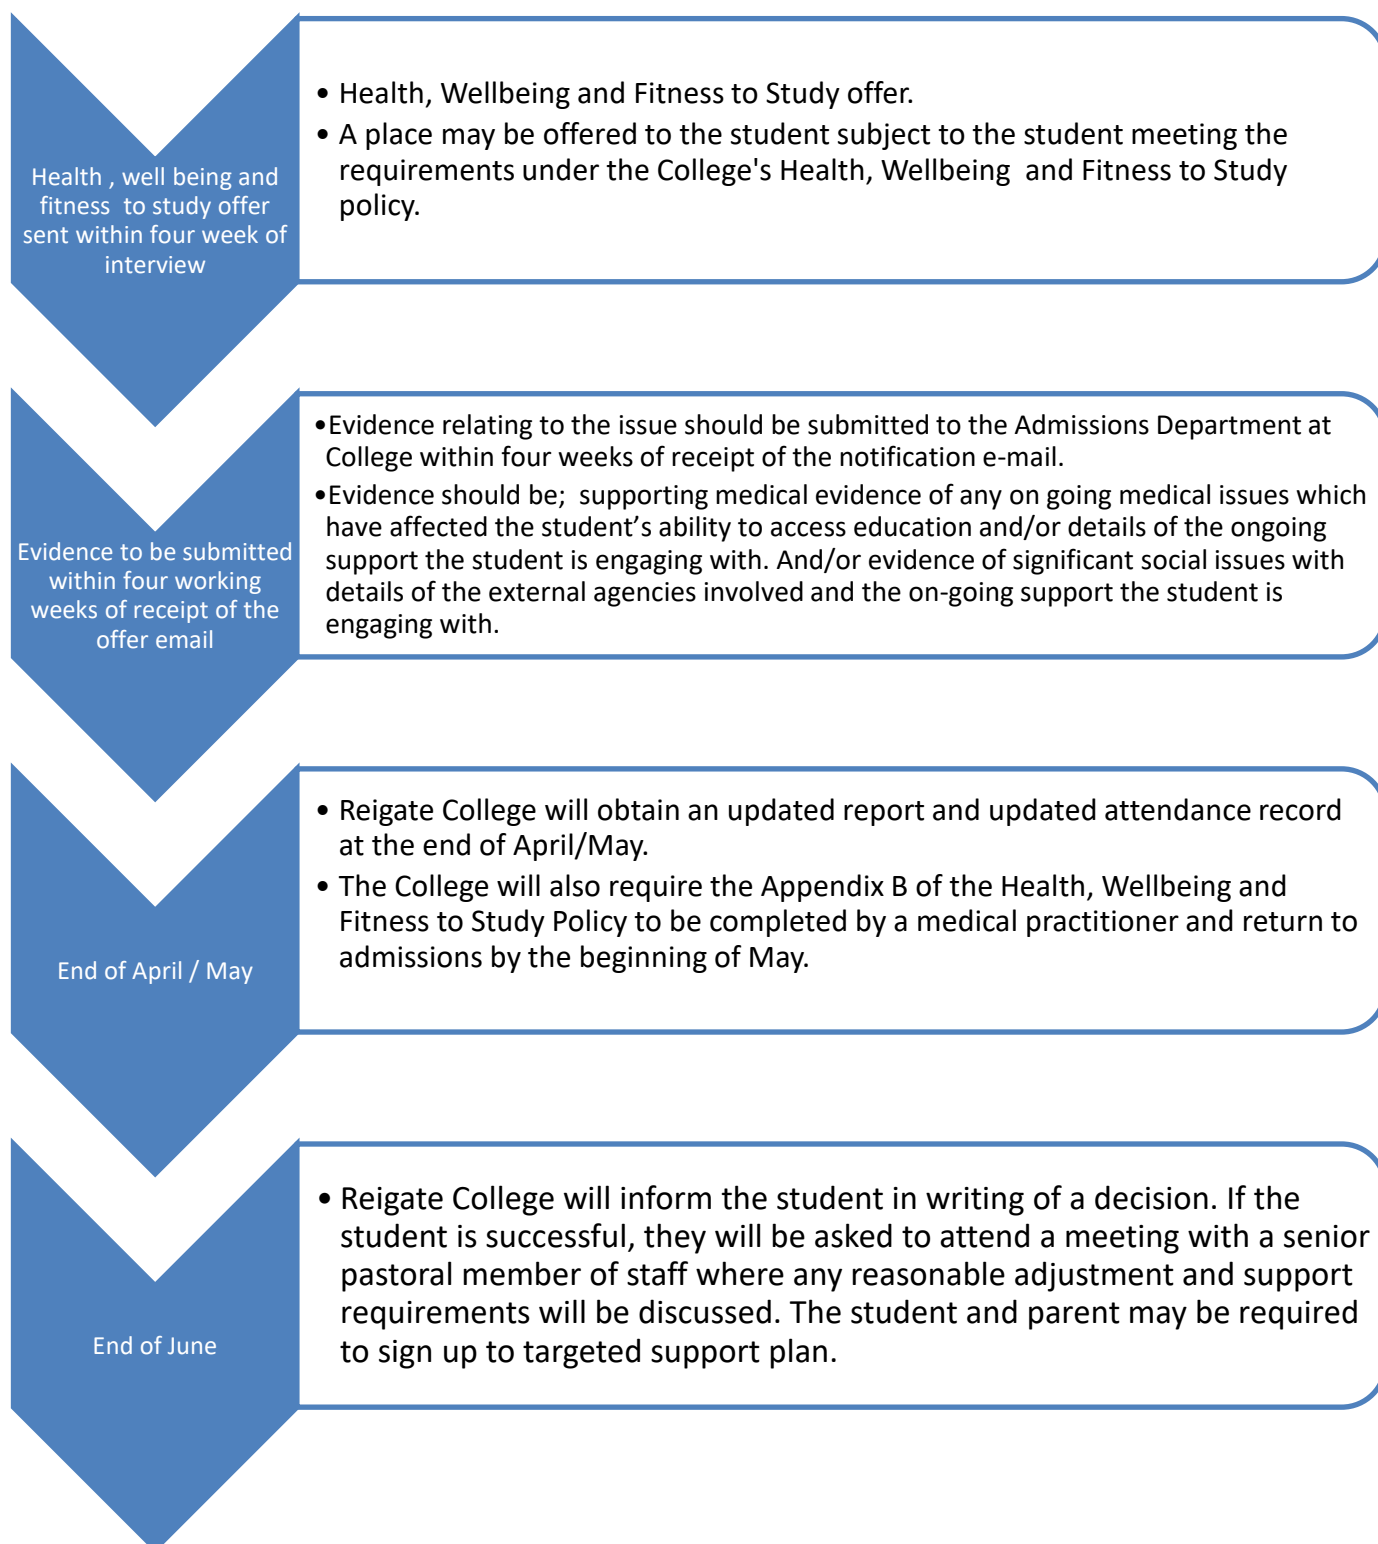 Health , well being and
fitness  to study offer
sent within four week of
interview
• Health, Wellbeing and Fitness to Study offer.
• A place may be offered to the student subject to the student meeting the
requirements under the College's Health, Wellbeing  and Fitness to Study
policy.
Evidence to be submitted
within four working
weeks of receipt of the
offer email
•Evidence relating to the issue should be submitted to the Admissions Department at
College within four weeks of receipt of the notification e-mail.
•Evidence should be;  supporting medical evidence of any on going medical issues which
have affected the student’s ability to access education and/or details of the ongoing
support the student is engaging with. And/or evidence of significant social issues with
details of the external agencies involved and the on-going support the student is
engaging with.
End of April / May
• Reigate College will obtain an updated report and updated attendance record
at the end of April/May.
• The College will also require the Appendix B of the Health, Wellbeing and
Fitness to Study Policy to be completed by a medical practitioner and return to
admissions by the beginning of May.
End of June
• Reigate College will inform the student in writing of a decision. If the
student is successful, they will be asked to attend a meeting with a senior
pastoral member of staff where any reasonable adjustment and support
requirements will be discussed. The student and parent may be required
to sign up to targeted support plan.